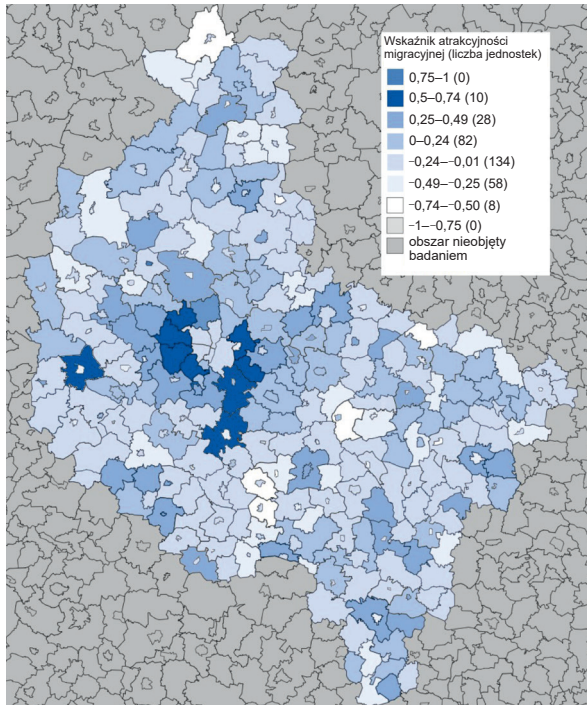 Wskaźnik atrakcyjności
migracyjnej (liczba jednostek)
0,75–1 (0)
0,5–0,74 (10)
0,25–0,49 (28)
0–0,24 (82)
-0,24–-0,01 (134)
-0,49–-0,25 (58)
-0,74–-0,50 (8)
-1–-0,75 (0)
obszar nieobjęty
badaniem